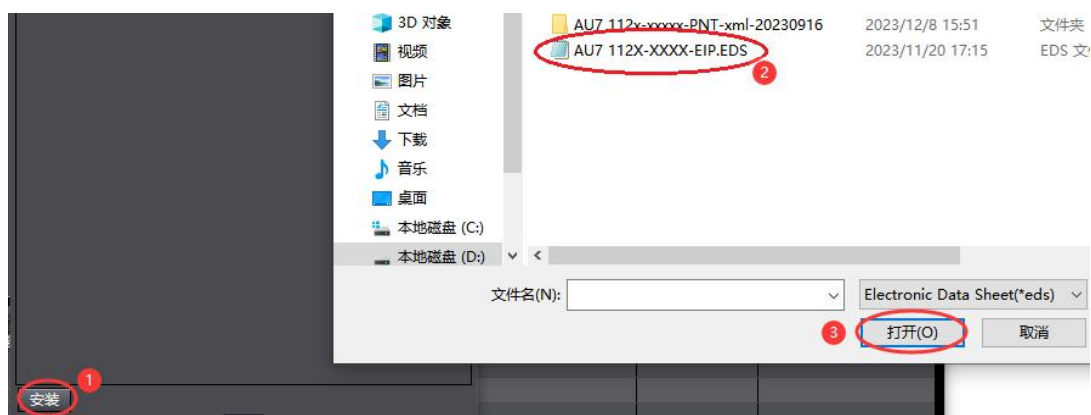 3D 对象
AU7 112x-xxxxx-PNT-xml-20230916 2023/12/8 15:51 文件夹
视频
AU7 112X-XXXX-EIP.EDS 2023/11/20 17:15 EDS 文
2
图片
文档
下载
音乐
桌面
本地磁盘 (C:)
本地磁盘 (D:)
文件名(N):
Electronic Data Sheet(*eds)
3
打开(O)
取消
1
安装